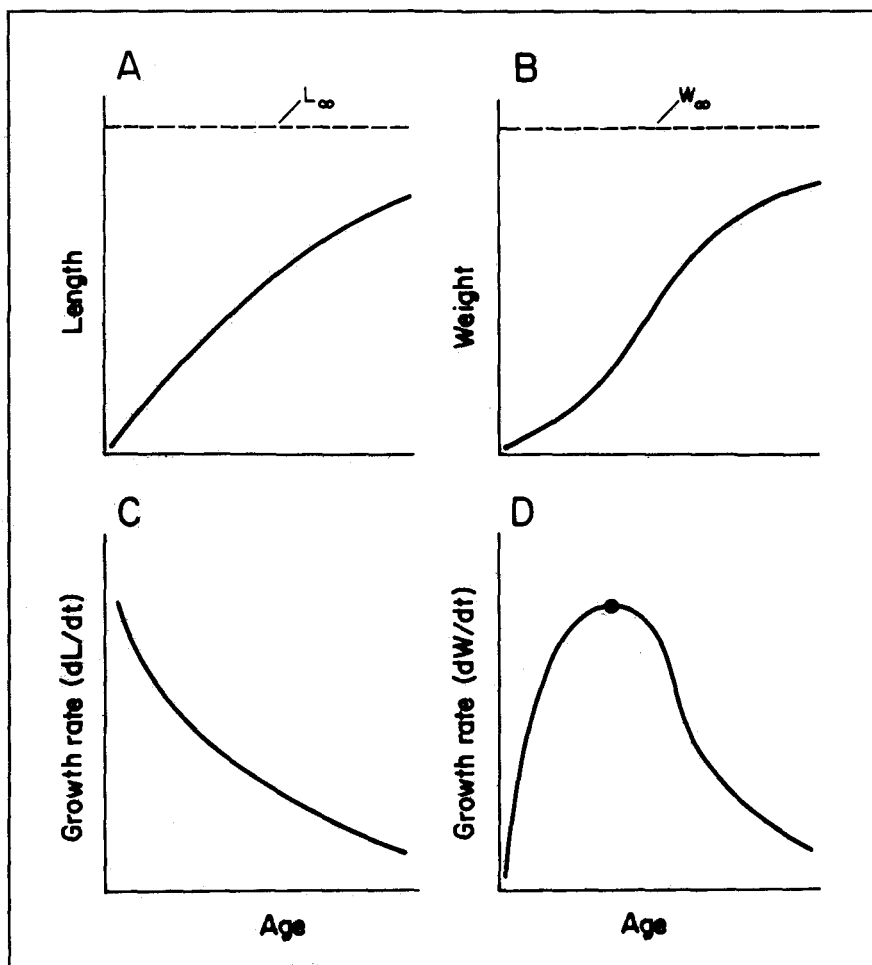 A
L∞
Length
B
W∞
Weight
C
Growth rate (dL/dt)
Age
D
Growth rate (dW/dt)
Age